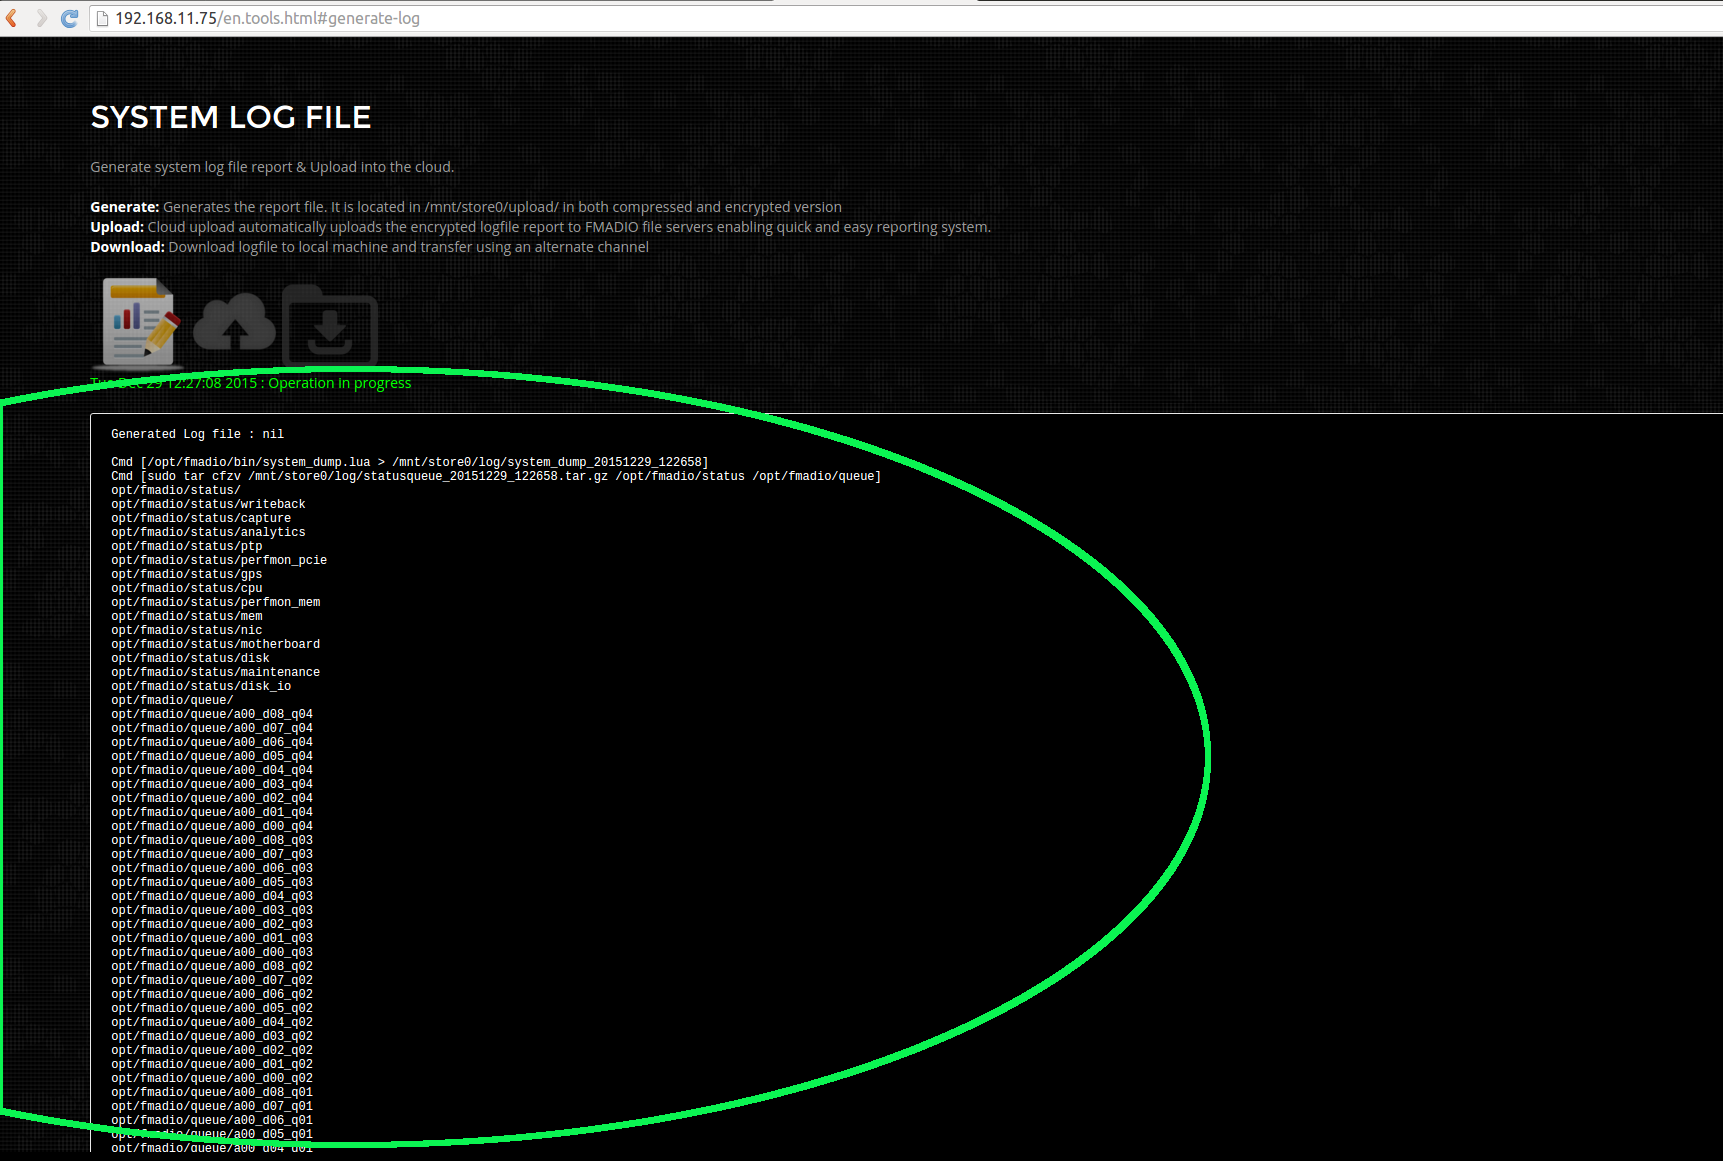 192.168.11.75/en.tools.html#generate-log
SYSTEM LOG FILE
Generate system log file report & Upload into the cloud.
Generate: Generates the report file. It is located in /mnt/store0/upload/ in both compressed and encrypted version
Upload: Cloud upload automatically uploads the encrypted logfile report to FMADIO file servers enabling quick and easy reporting system.
Download: Download logfile to local machine and transfer using an alternate channel
Tue Dec 29 12:27:08 2015 : Operation in progress
Generated Log file : nil
Cmd [/opt/fmadio/bin/system_dump.lua > /mnt/store0/log/system_dump_20151229_122658]
Cmd [sudo tar cfzv /mnt/store0/log/statusqueue_20151229_122658.tar.gz /opt/fmadio/status /opt/fmadio/queue]
opt/fmadio/status/
opt/fmadio/status/writeback
opt/fmadio/status/capture
opt/fmadio/status/analytics
opt/fmadio/status/ptp
opt/fmadio/status/perfmon_pcie
opt/fmadio/status/gps
opt/fmadio/status/cpu
opt/fmadio/status/perfmon_mem
opt/fmadio/status/mem
opt/fmadio/status/nic
opt/fmadio/status/motherboard
opt/fmadio/status/disk
opt/fmadio/status/maintenance
opt/fmadio/status/disk_io
opt/fmadio/queue/
opt/fmadio/queue/a00_d08_q04
opt/fmadio/queue/a00_d07_q04
opt/fmadio/queue/a00_d06_q04
opt/fmadio/queue/a00_d05_q04
opt/fmadio/queue/a00_d04_q04
opt/fmadio/queue/a00_d03_q04
opt/fmadio/queue/a00_d02_q04
opt/fmadio/queue/a00_d01_q04
opt/fmadio/queue/a00_d00_q04
opt/fmadio/queue/a00_d08_q03
opt/fmadio/queue/a00_d07_q03
opt/fmadio/queue/a00_d06_q03
opt/fmadio/queue/a00_d05_q03
opt/fmadio/queue/a00_d04_q03
opt/fmadio/queue/a00_d03_q03
opt/fmadio/queue/a00_d02_q03
opt/fmadio/queue/a00_d01_q03
opt/fmadio/queue/a00_d00_q03
opt/fmadio/queue/a00_d08_q02
opt/fmadio/queue/a00_d07_q02
opt/fmadio/queue/a00_d06_q02
opt/fmadio/queue/a00_d05_q02
opt/fmadio/queue/a00_d04_q02
opt/fmadio/queue/a00_d03_q02
opt/fmadio/queue/a00_d02_q02
opt/fmadio/queue/a00_d01_q02
opt/fmadio/queue/a00_d00_q02
opt/fmadio/queue/a00_d08_q01
opt/fmadio/queue/a00_d07_q01
opt/fmadio/queue/a00_d06_q01
opt/fmadio/queue/a00_d05_q01